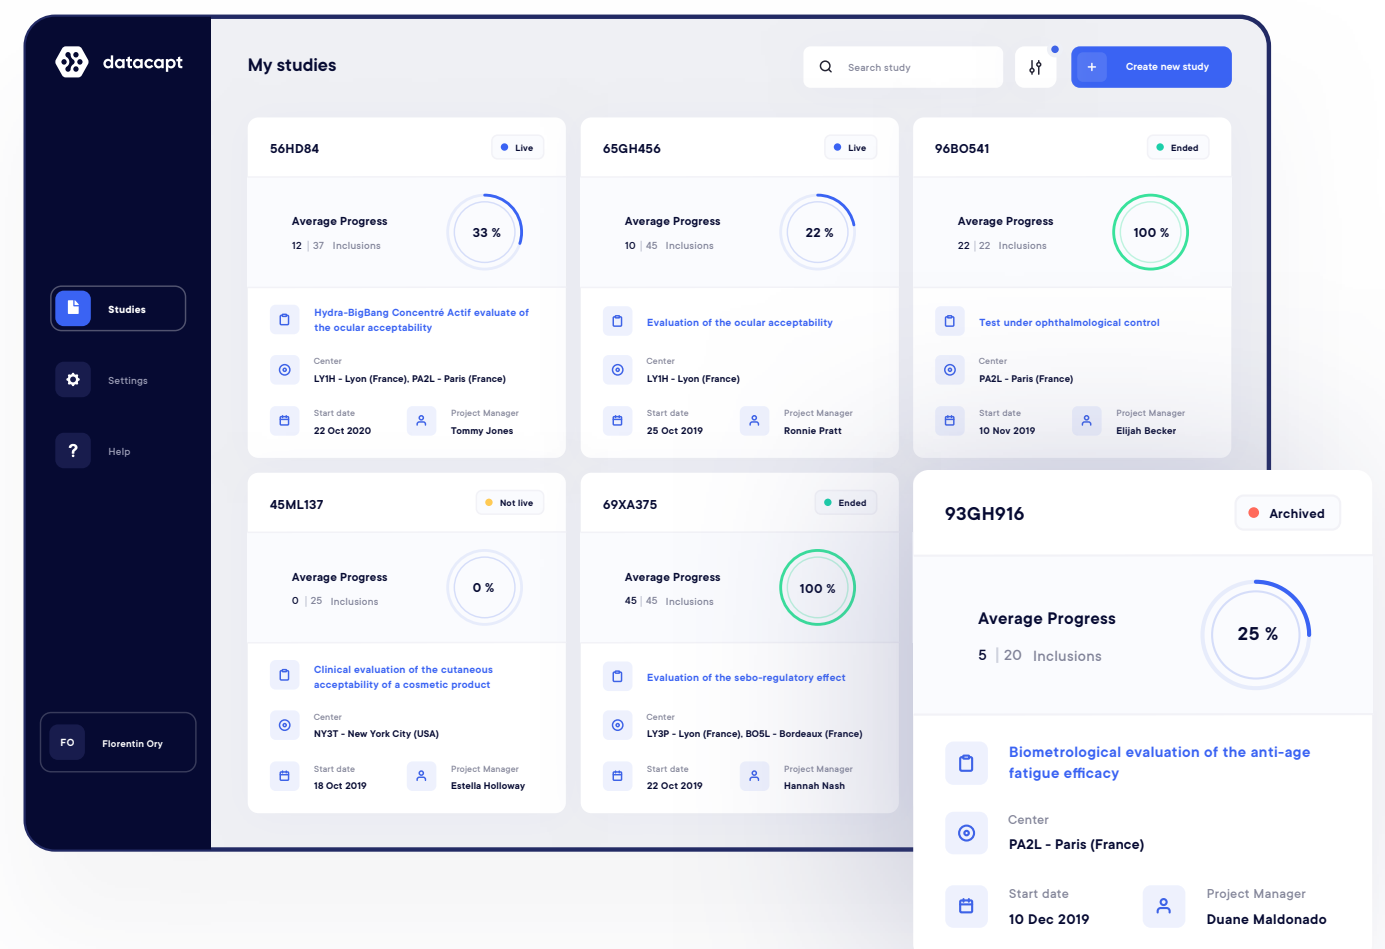 datacapt
My studies
Search study
+ Create new study
56HD84
Live
Average Progress
12 | 37 Inclusions
33 %
Hydra-BigBang Concentré Actif evaluate of
the ocular acceptability
Center
LY1H - Lyon (France), PA2L - Paris (France)
Start date
22 Oct 2020
Project Manager
Tommy Jones
65GH456
Live
Average Progress
10 | 45 Inclusions
22 %
Evaluation of the ocular acceptability
Center
LY1H - Lyon (France)
Start date
25 Oct 2019
Project Manager
Ronnie Pratt
96BO541
Ended
Average Progress
22 | 22 Inclusions
100 %
Test under ophthalmological control
Center
PA2L - Paris (France)
Start date
10 Nov 2019
Project Manager
Elijah Becker
Studies
Settings
? Help
FO Florentin Ory
45ML137
Not live
Average Progress
0 | 25 Inclusions
0 %
Clinical evaluation of the cutaneous
acceptability of a cosmetic product
Center
NY3T - New York City (USA)
Start date
18 Oct 2019
Project Manager
Estella Holloway
69XA375
Ended
Average Progress
45 | 45 Inclusions
100 %
Evaluation of the sebo-regulatory effect
Center
LY3P - Lyon (France), BO5L - Bordeaux (France)
Start date
22 Oct 2019
Project Manager
Hannah Nash
93GH916
Archived
Average Progress
5 | 20 Inclusions
25 %
Biometrological evaluation of the anti-age
fatigue efficacy
Center
PA2L - Paris (France)
Start date
10 Dec 2019
Project Manager
Duane Maldonado